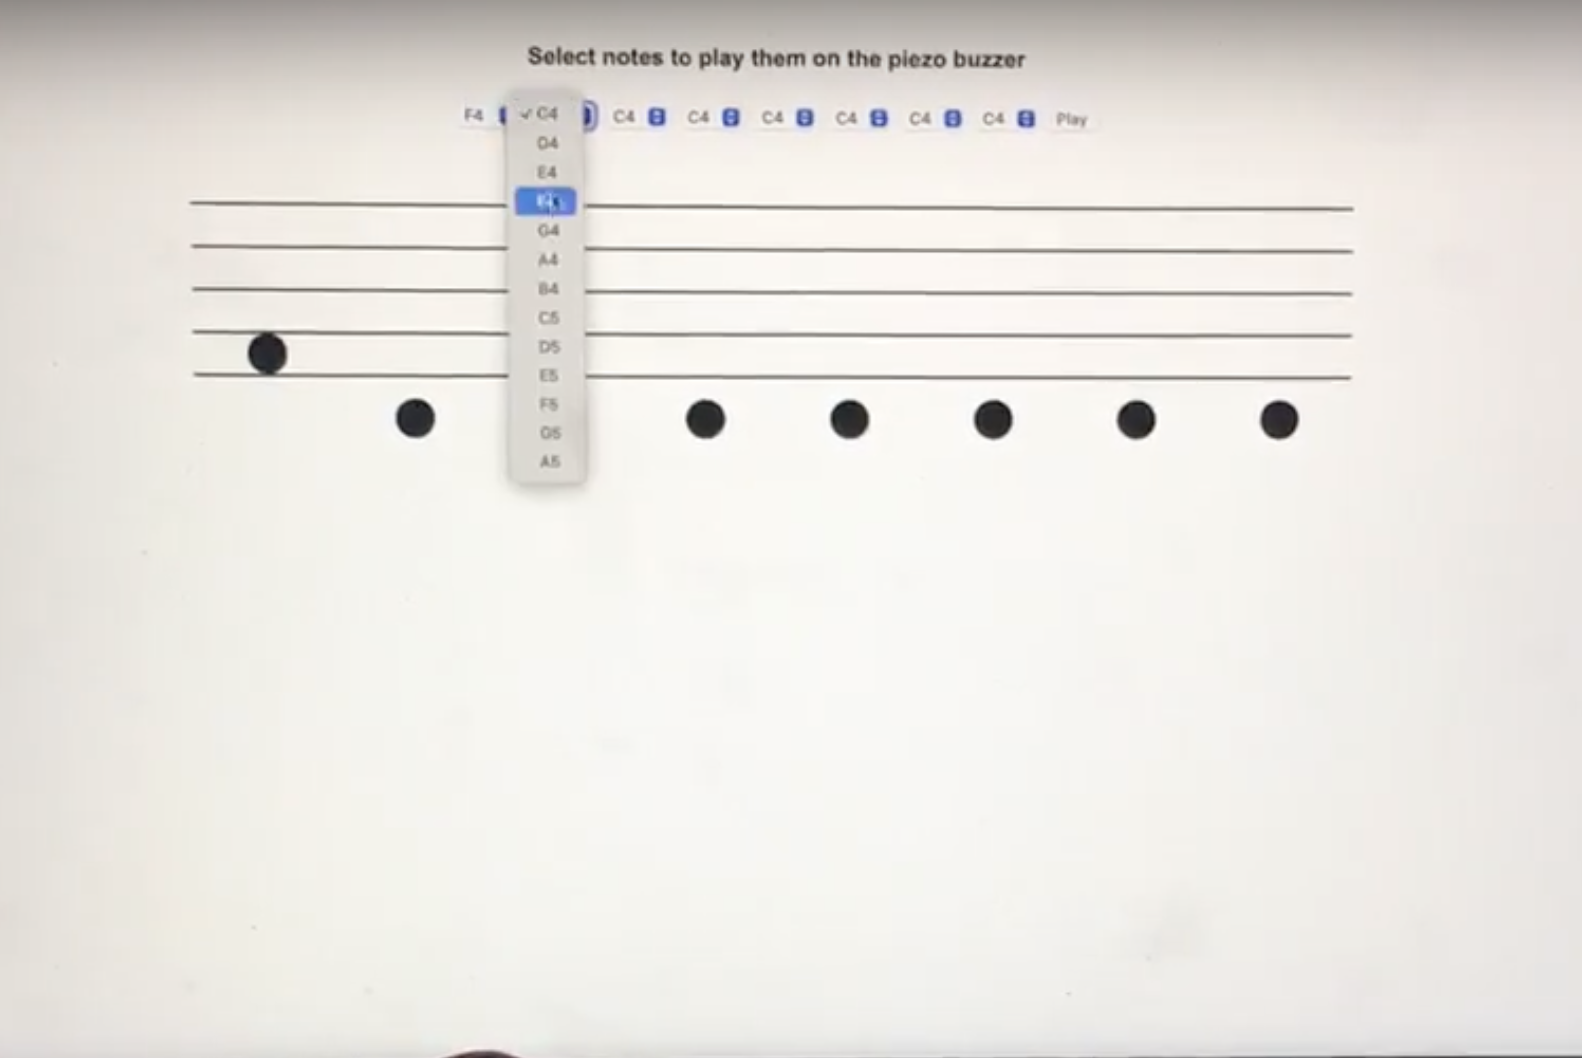 Select notes to play them on the piezo buzzer
F4 ✓ C4 C4 C4 C4 C4 C4 C4 Play
D4
E4
G4
A4
B4
C5
D5
E5
F5
G5
A5